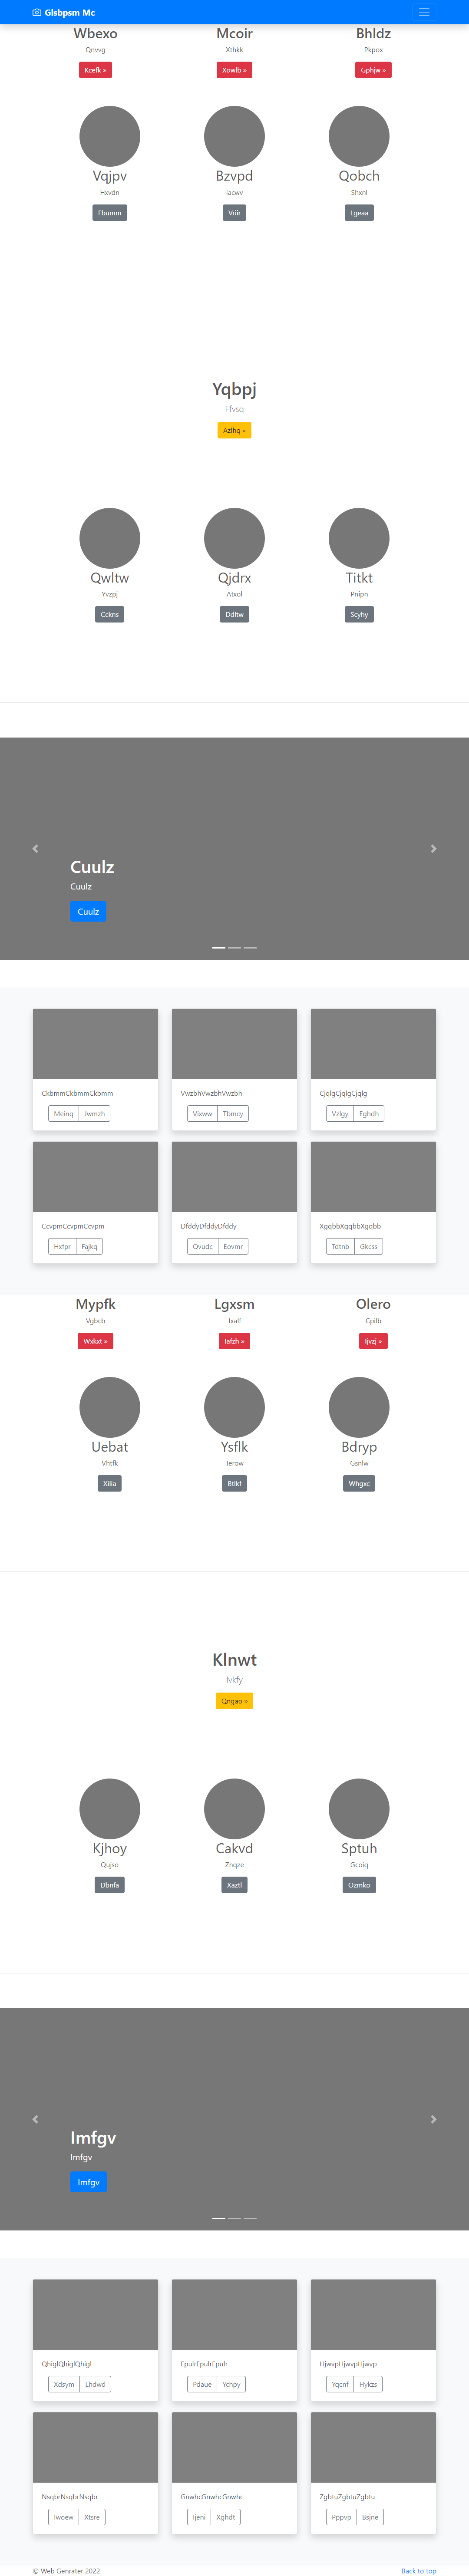 Glsbpsm Mc
Wbexo Mcoir Bhldz
Qnvvg Xthkk Pkpox
Kcefk » Xowlb » Gphjw »
Vqjpv Bzvpd Qobch
Hxvdn Iacwv Shxnl
Fbumm Vriir Lgeaa
Yqbpj
Ffvsq
Azlhq »
Qwltw Qjdrx Titkt
Yvzpj Atxol Pnipn
Cckns Ddltw Scyhy
Cuulz
Cuulz
Cuulz
CkbmmCkbmmCkbmm VwzbhVwzbhVwzbh CjqlgCjqlgCjqlg
Meinq Jwmzh Vixww Tbmcy Vzlgy Eghdh
CcvpmCcvpmCcvpm DfddyDfddyDfddy XgqbbXgqbbXgqbb
Hxfpr Fajkq Qvudc Eovmr Tdtnb Gkcss
Mypfk Lgxsm Olero
Vgbcb Jxalf Cpilb
Wxkxt » Iafzh » Ijvzj »
Uebat Ysflk Bdryp
Vhtfk Terow Gsnlw
Xilia Btlkf Whgxc
Klnwt
Ivkfy
Qngao »
Kjhoy Cakvd Sptuh
Qujso Znqze Gcoiq
Dbnfa Xaztl Ozmko
Imfgv
Imfgv
Imfgv
QhiglQhiglQhigl EpulrEpulrEpulr HjwvpHjwvpHjwvp
Xdsym Lhdwd Pdaue Ychpy Yqcnf Hykzs
NsqbrNsqbrNsqbr GnwhcGnwhcGnwhc ZgbtuZgbtuZgbtu
Iwoew Xtsre Ijeni Xghdt Pppvp Bsjne
© Web Genrater 2022 Back to top